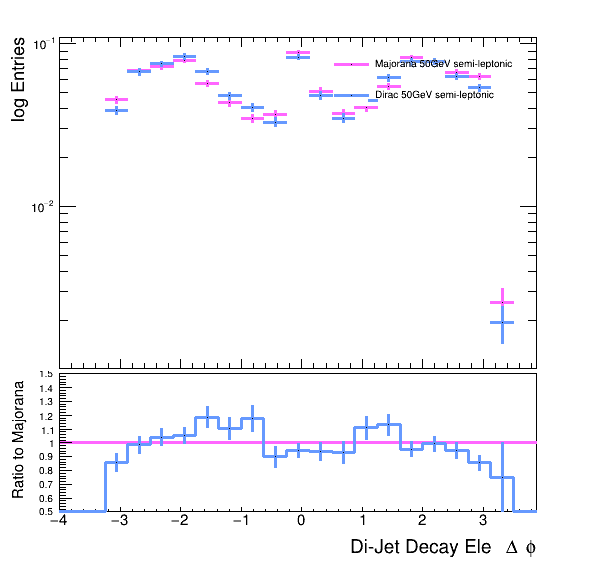 log Entries
10⁻¹
Majorana 50GeV semi-leptonic
Dirac 50GeV semi-leptonic
10⁻²
Ratio to Majorana
1.5
1.4
1.3
1.2
1.1
1
0.9
0.8
0.7
0.6
0.5
−4 −3 −2 −1 0 1 2 3
Di-Jet Decay Ele Δ ϕ